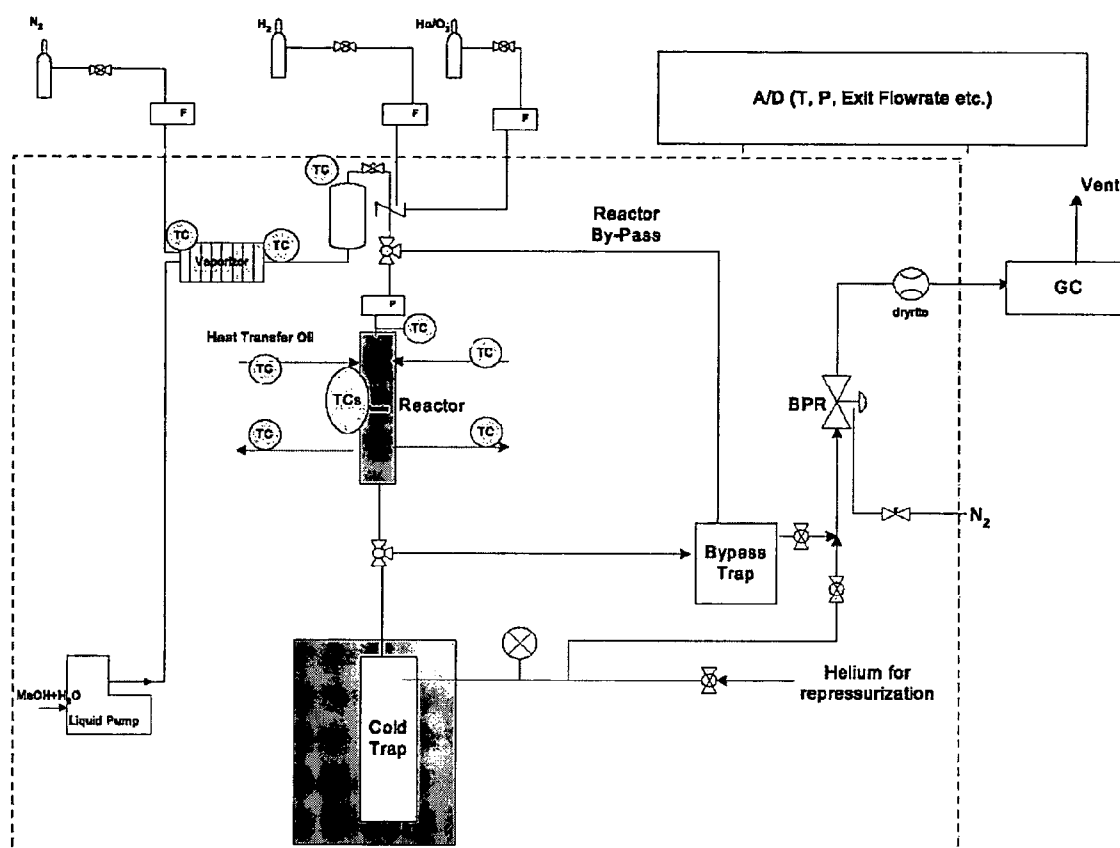 N2
H2
He/O2
F
F
F
A/D (T, P, Exit Flowrate etc.)
TC
Vent
Reactor
By-Pass
TC
TC
Vaporizor
GC
dryrite
P
TC
Heat Transfer Oil
TC
TC
TCs
Reactor
BPR
TC
TC
N2
Bypass
Trap
MeOH+H2O
Liquid Pump
Helium for
repressurization
Cold
Trap